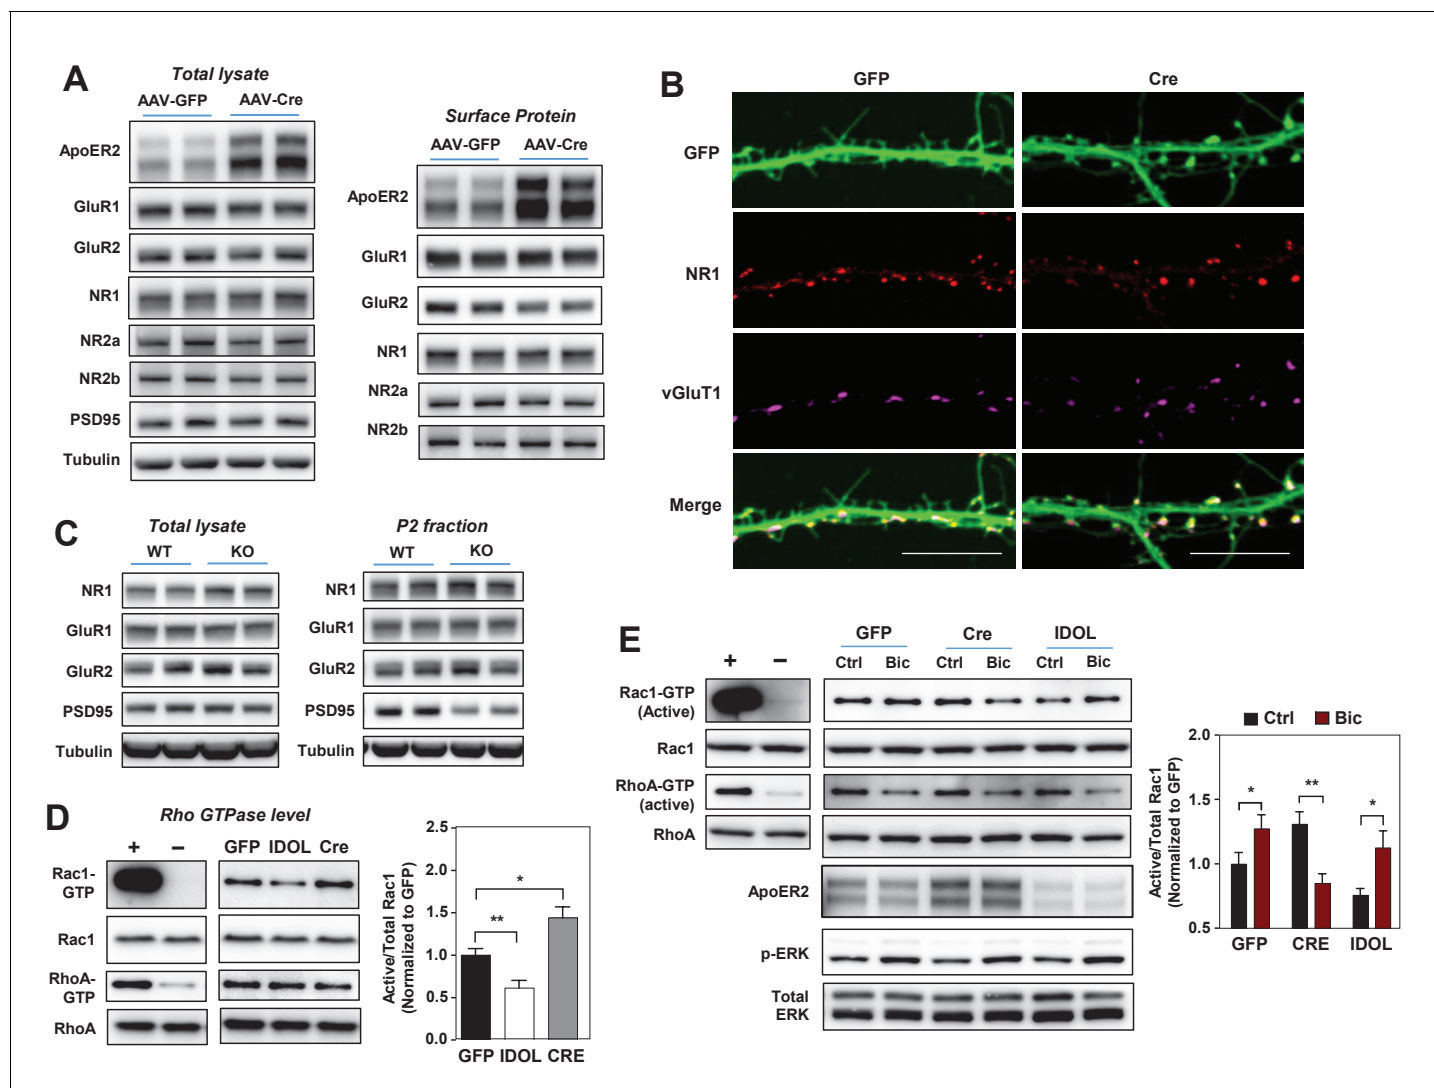 A
Total lysate
AAV-GFP AAV-Cre
ApoER2
GluR1
GluR2
NR1
NR2a
NR2b
PSD95
Tubulin
Surface Protein
AAV-GFP AAV-Cre
ApoER2
GluR1
GluR2
NR1
NR2a
NR2b
B
GFP Cre
GFP
NR1
vGluT1
Merge
C
Total lysate
WT KO
NR1
GluR1
GluR2
PSD95
Tubulin
P2 fraction
WT KO
NR1
GluR1
GluR2
PSD95
Tubulin
D
Rho GTPase level
+ − GFP IDOL Cre
Rac1-
GTP
Rac1
RhoA-
GTP
RhoA
Active/Total Rac1
(Normalized to GFP)
2.5
2.0
1.5
1.0
0.5
0.0
*
**
GFP IDOL CRE
E
GFP Cre IDOL
+ − Ctrl Bic Ctrl Bic Ctrl Bic
Rac1-GTP
(Active)
Rac1
RhoA-GTP
(active)
RhoA
ApoER2
p-ERK
Total
ERK
Ctrl Bic
Active/Total Rac1
(Normalized to GFP)
2.0
1.5
1.0
0.5
* ** *
GFP CRE IDOL